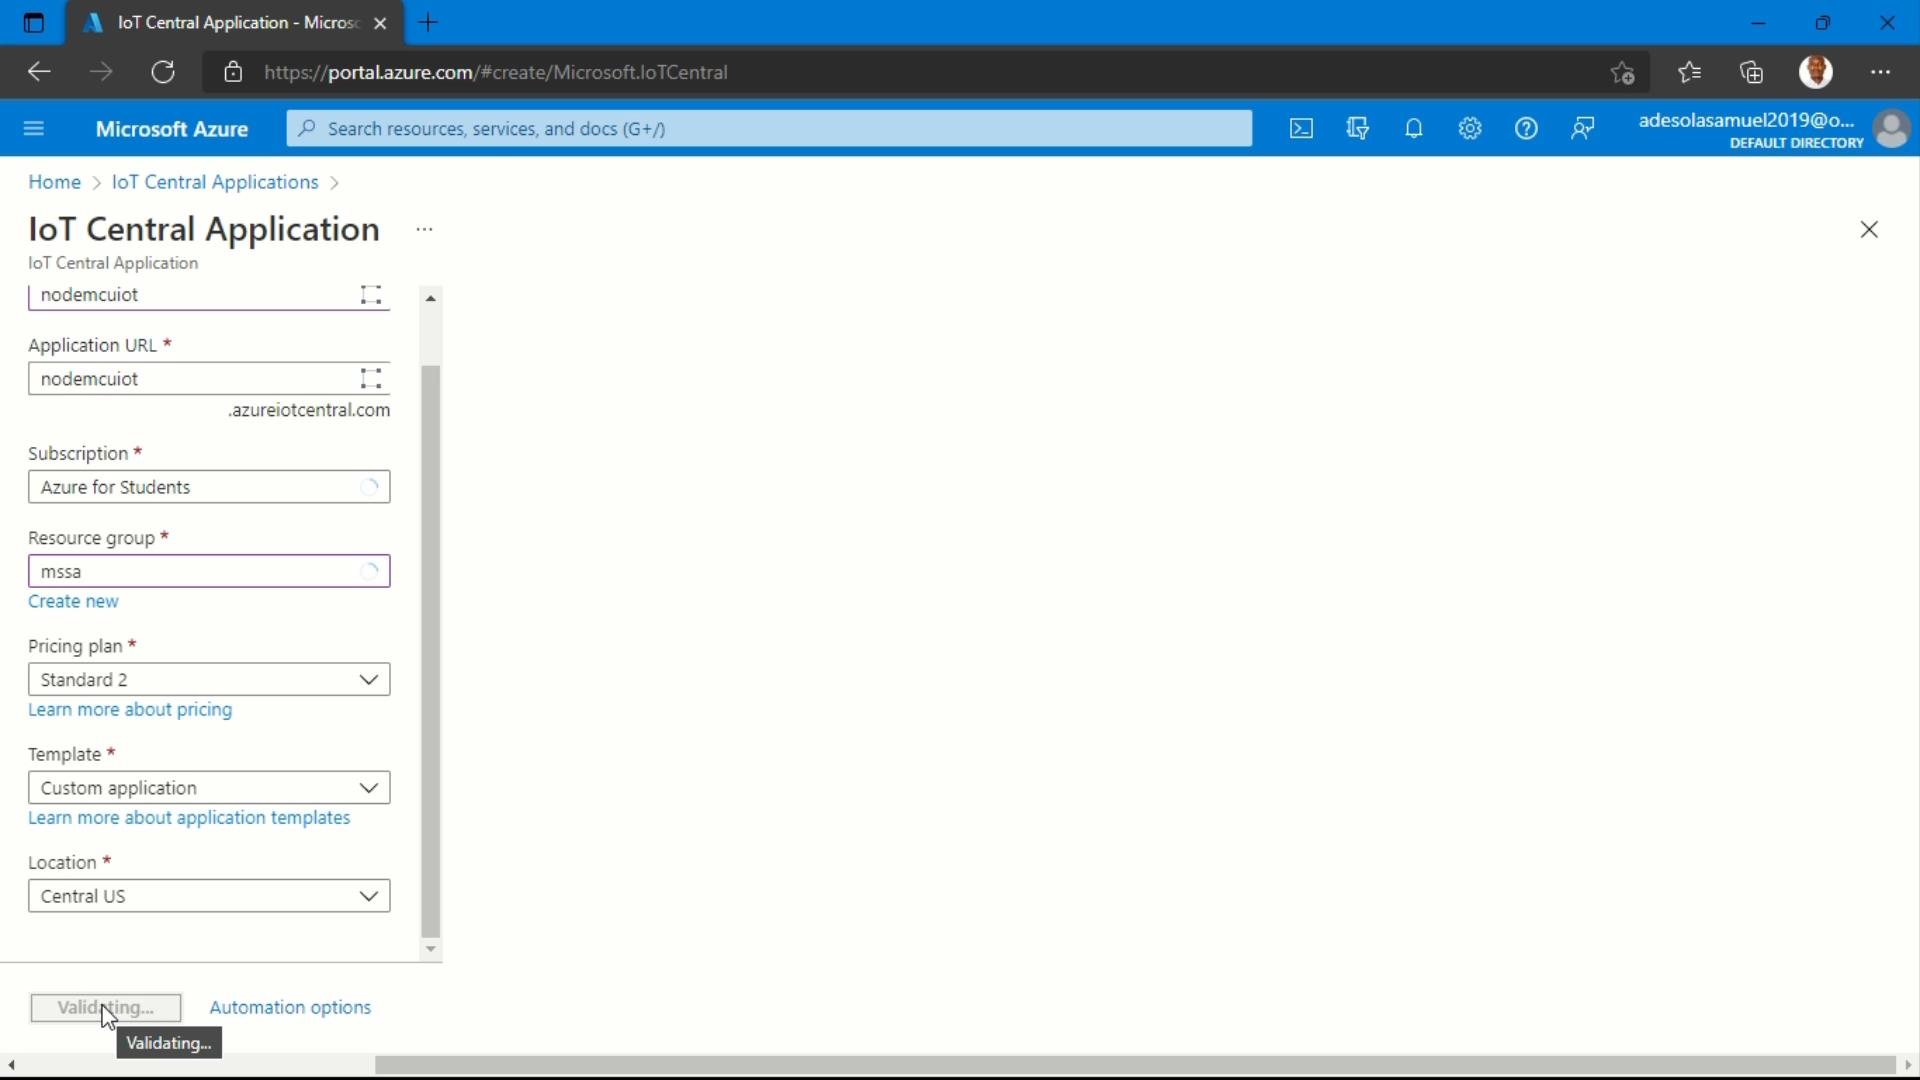 IoT Central Application - Micros
https://portal.azure.com/#create/Microsoft.IoTCentral
Microsoft Azure
Search resources, services, and docs (G+/)
adesolasamuel2019@o...
DEFAULT DIRECTORY
Home > IoT Central Applications >
IoT Central Application ...
IoT Central Application
nodemcuiot
Application URL *
nodemcuiot
.azureiotcentral.com
Subscription *
Azure for Students
Resource group *
mssa
Create new
Pricing plan *
Standard 2
Learn more about pricing
Template *
Custom application
Learn more about application templates
Location *
Central US
Validating... Automation options
Validating...